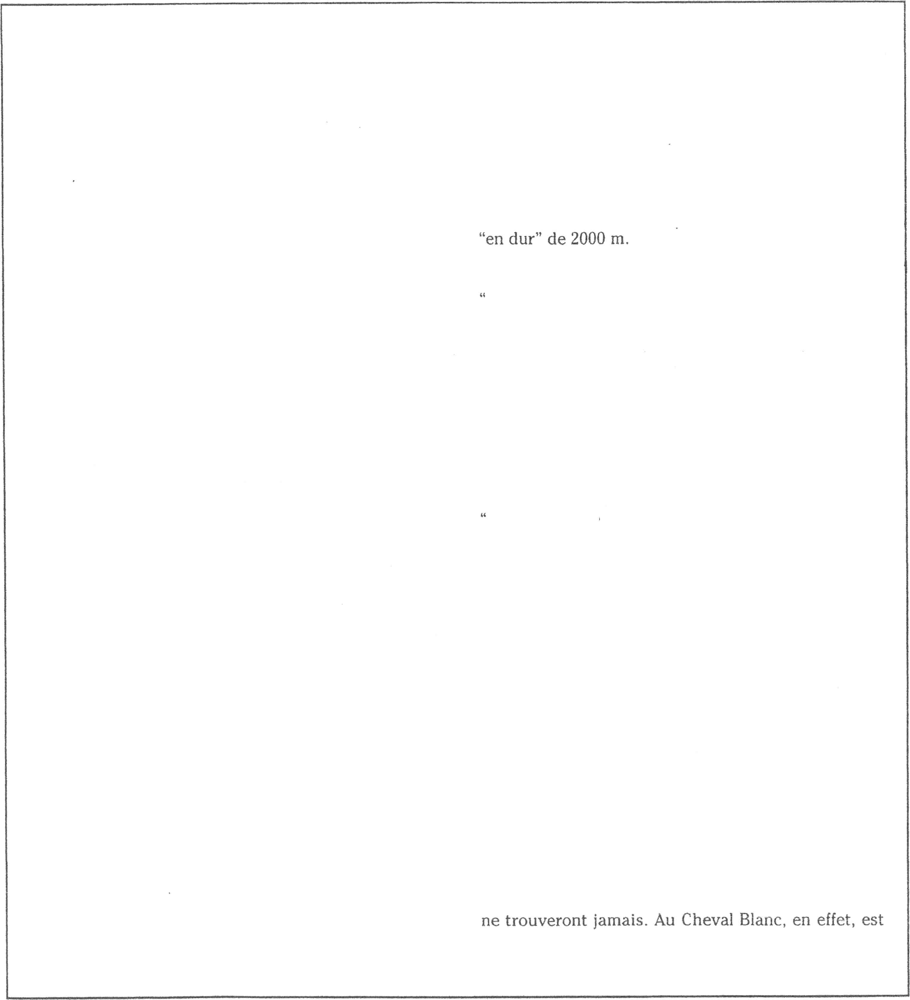 “en dur” de 2000 m.
“
“
ne trouveront jamais. Au Cheval Blanc, en effet, est